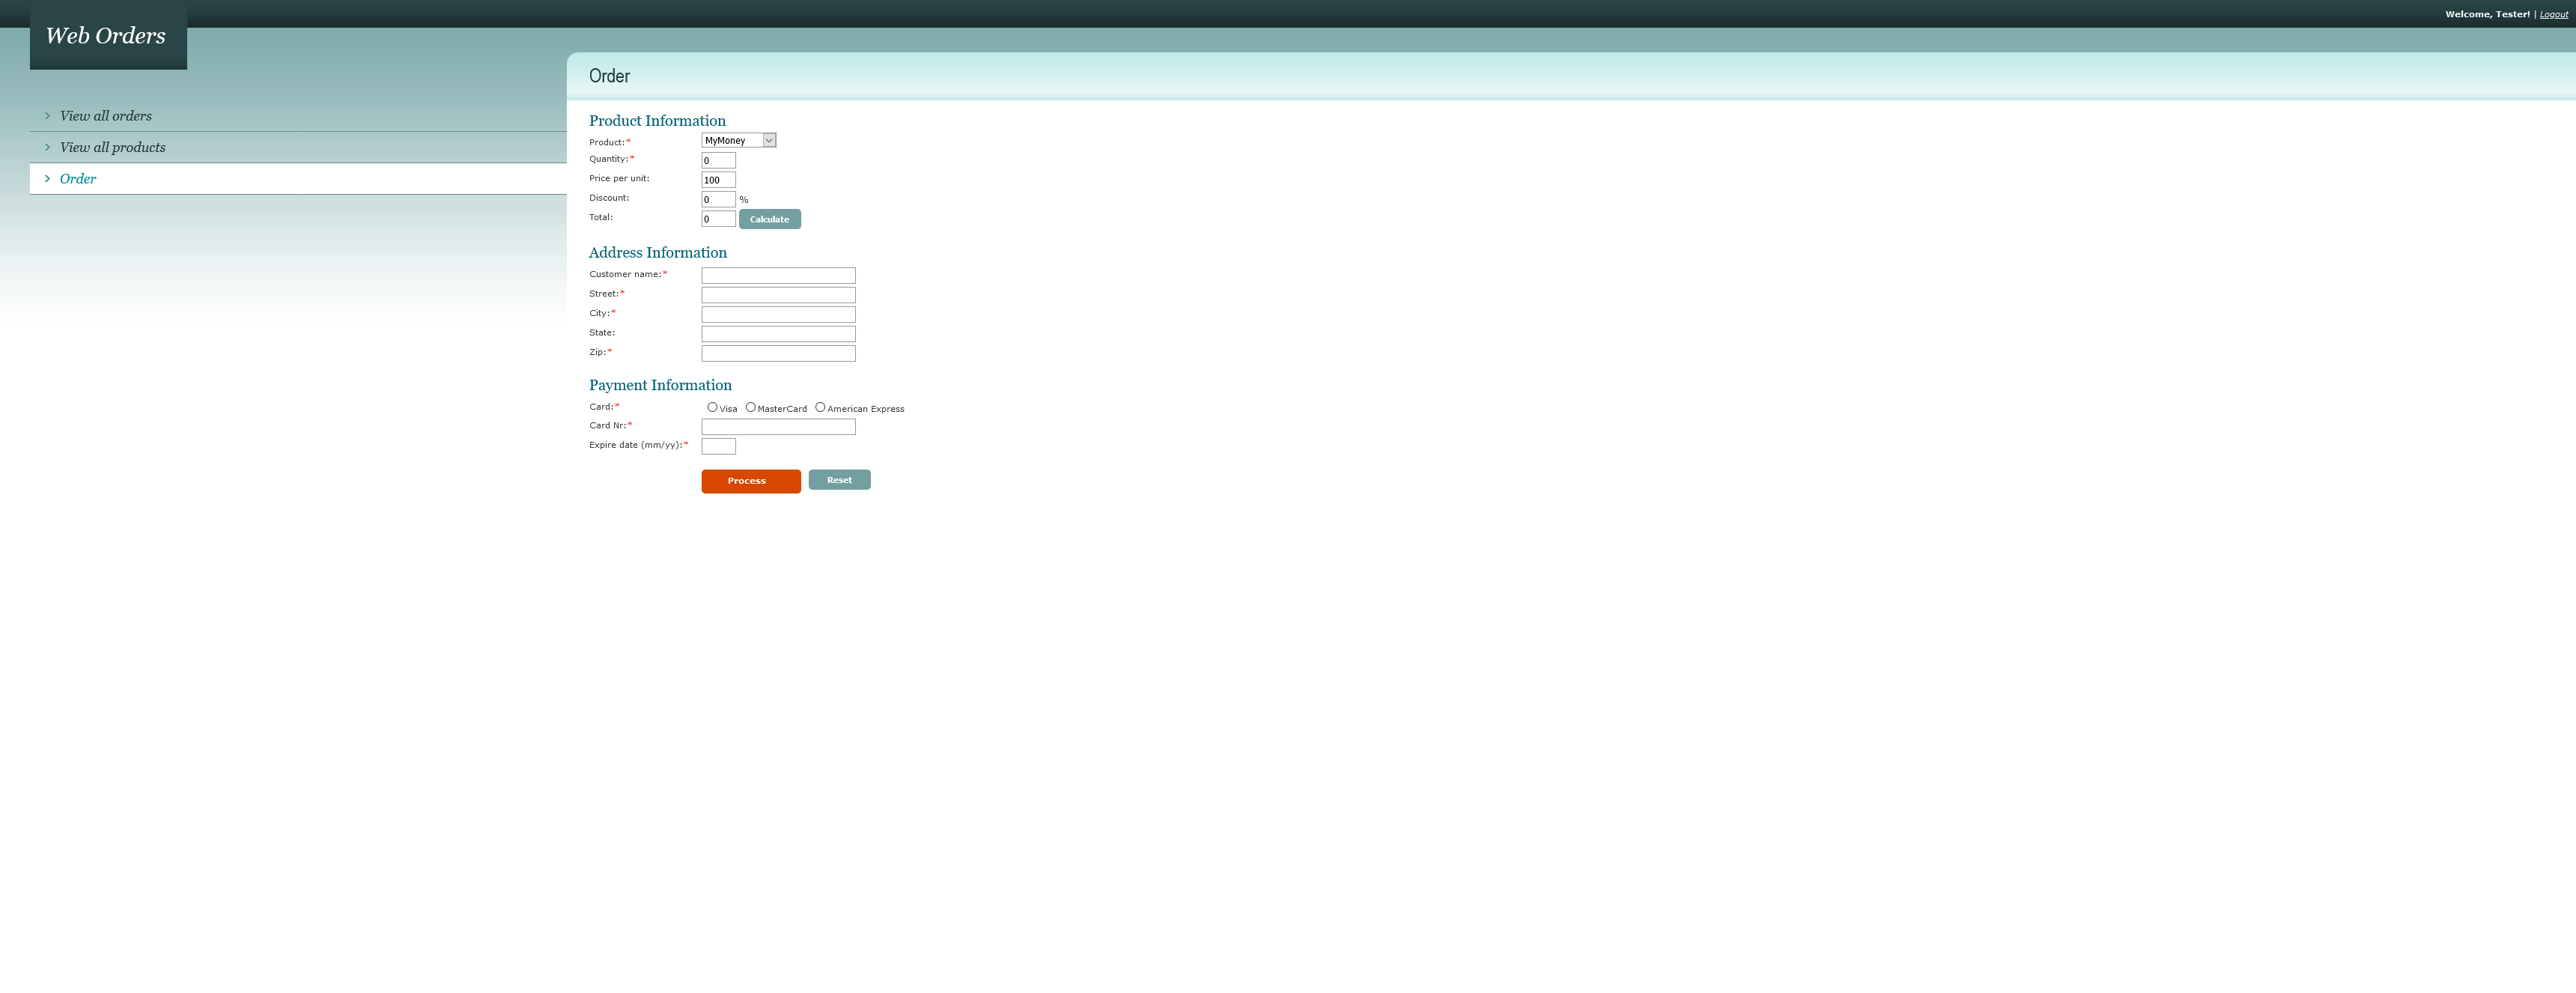 Web Orders
Welcome, Tester! | Logout
View all orders
View all products
Order
Order
Product Information
Product:* MyMoney
Quantity:* 0
Price per unit: 100
Discount: 0 %
Total: 0 Calculate
Address Information
Customer name:*
Street:*
City:*
State:
Zip:*
Payment Information
Card:* Visa MasterCard American Express
Card Nr:*
Expire date (mm/yy):*
Process Reset